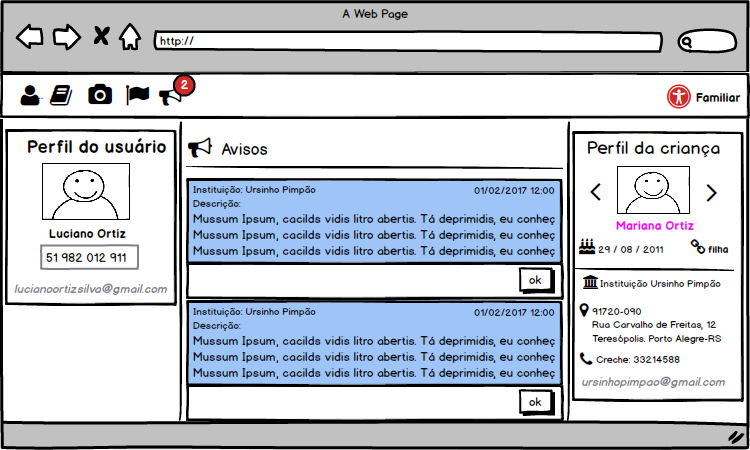 A Web Page
http://
2
Familiar
Perfil do usuário
Luciano Ortiz
51 982 012 911
lucianoortizsilva@gmail.com
Avisos
Instituição: Ursinho Pimpão 01/02/2017 12:00
Descrição:
Mussum Ipsum, cacilds vidis litro abertis. Tá deprimidis, eu conheç
Mussum Ipsum, cacilds vidis litro abertis. Tá deprimidis, eu conheç
Mussum Ipsum, cacilds vidis litro abertis. Tá deprimidis, eu conheç
ok
Instituição: Ursinho Pimpão 01/02/2017 12:00
Descrição:
Mussum Ipsum, cacilds vidis litro abertis. Tá deprimidis, eu conheç
Mussum Ipsum, cacilds vidis litro abertis. Tá deprimidis, eu conheç
Mussum Ipsum, cacilds vidis litro abertis. Tá deprimidis, eu conheç
ok
Perfil da criança
Mariana Ortiz
29 / 08 / 2011 filha
Instituição Ursinho Pimpão
91720-090
Rua Carvalho de Freitas, 12
Teresópolis. Porto Alegre-RS
Creche: 33214588
ursinhopimpao@gmail.com